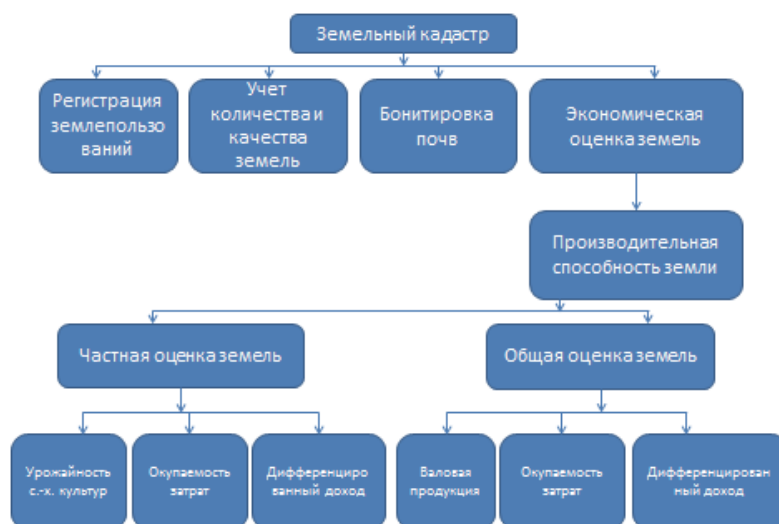 Земельный кадастр
Регистрация
землепользо
ваний
Учет
количества и
качества
земель
Бонитировка
почв
Экономическая
оценка земель
Производительная
способность земли
Частная оценка земель
Общая оценка земель
Урожайность
с.-х. культур
Окупаемость
затрат
Дифференциро
ванный доход
Валовая
продукция
Окупаемость
затрат
Дифференцирован
ный доход